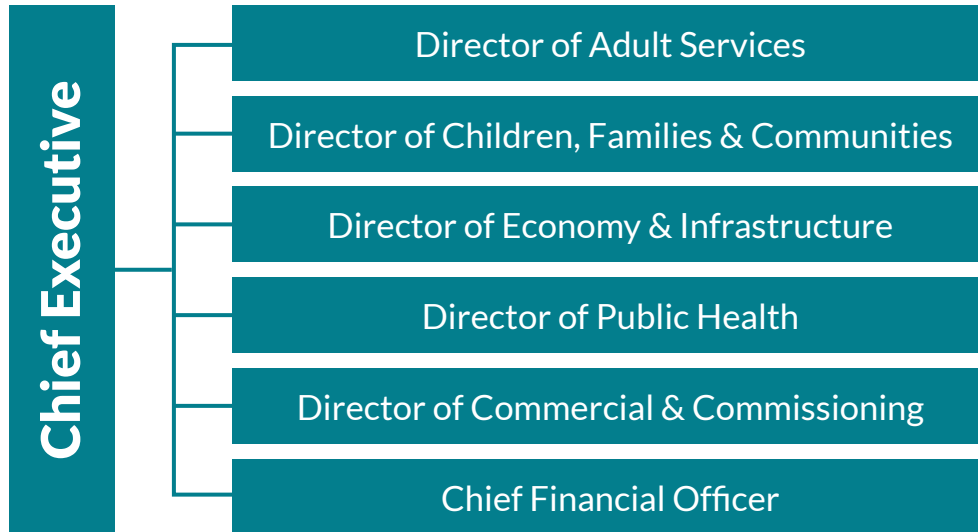 Chief Executive
Director of Adult Services
Director of Children, Families & Communities
Director of Economy & Infrastructure
Director of Public Health
Director of Commercial & Commissioning
Chief Financial Officer